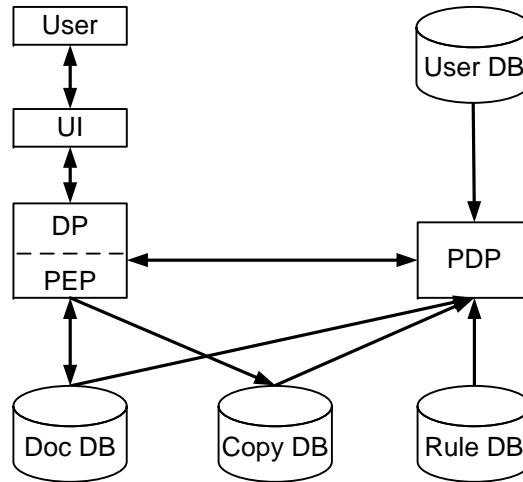 User
User DB
UI
DP
PEP
PDP
Doc DB
Copy DB
Rule DB